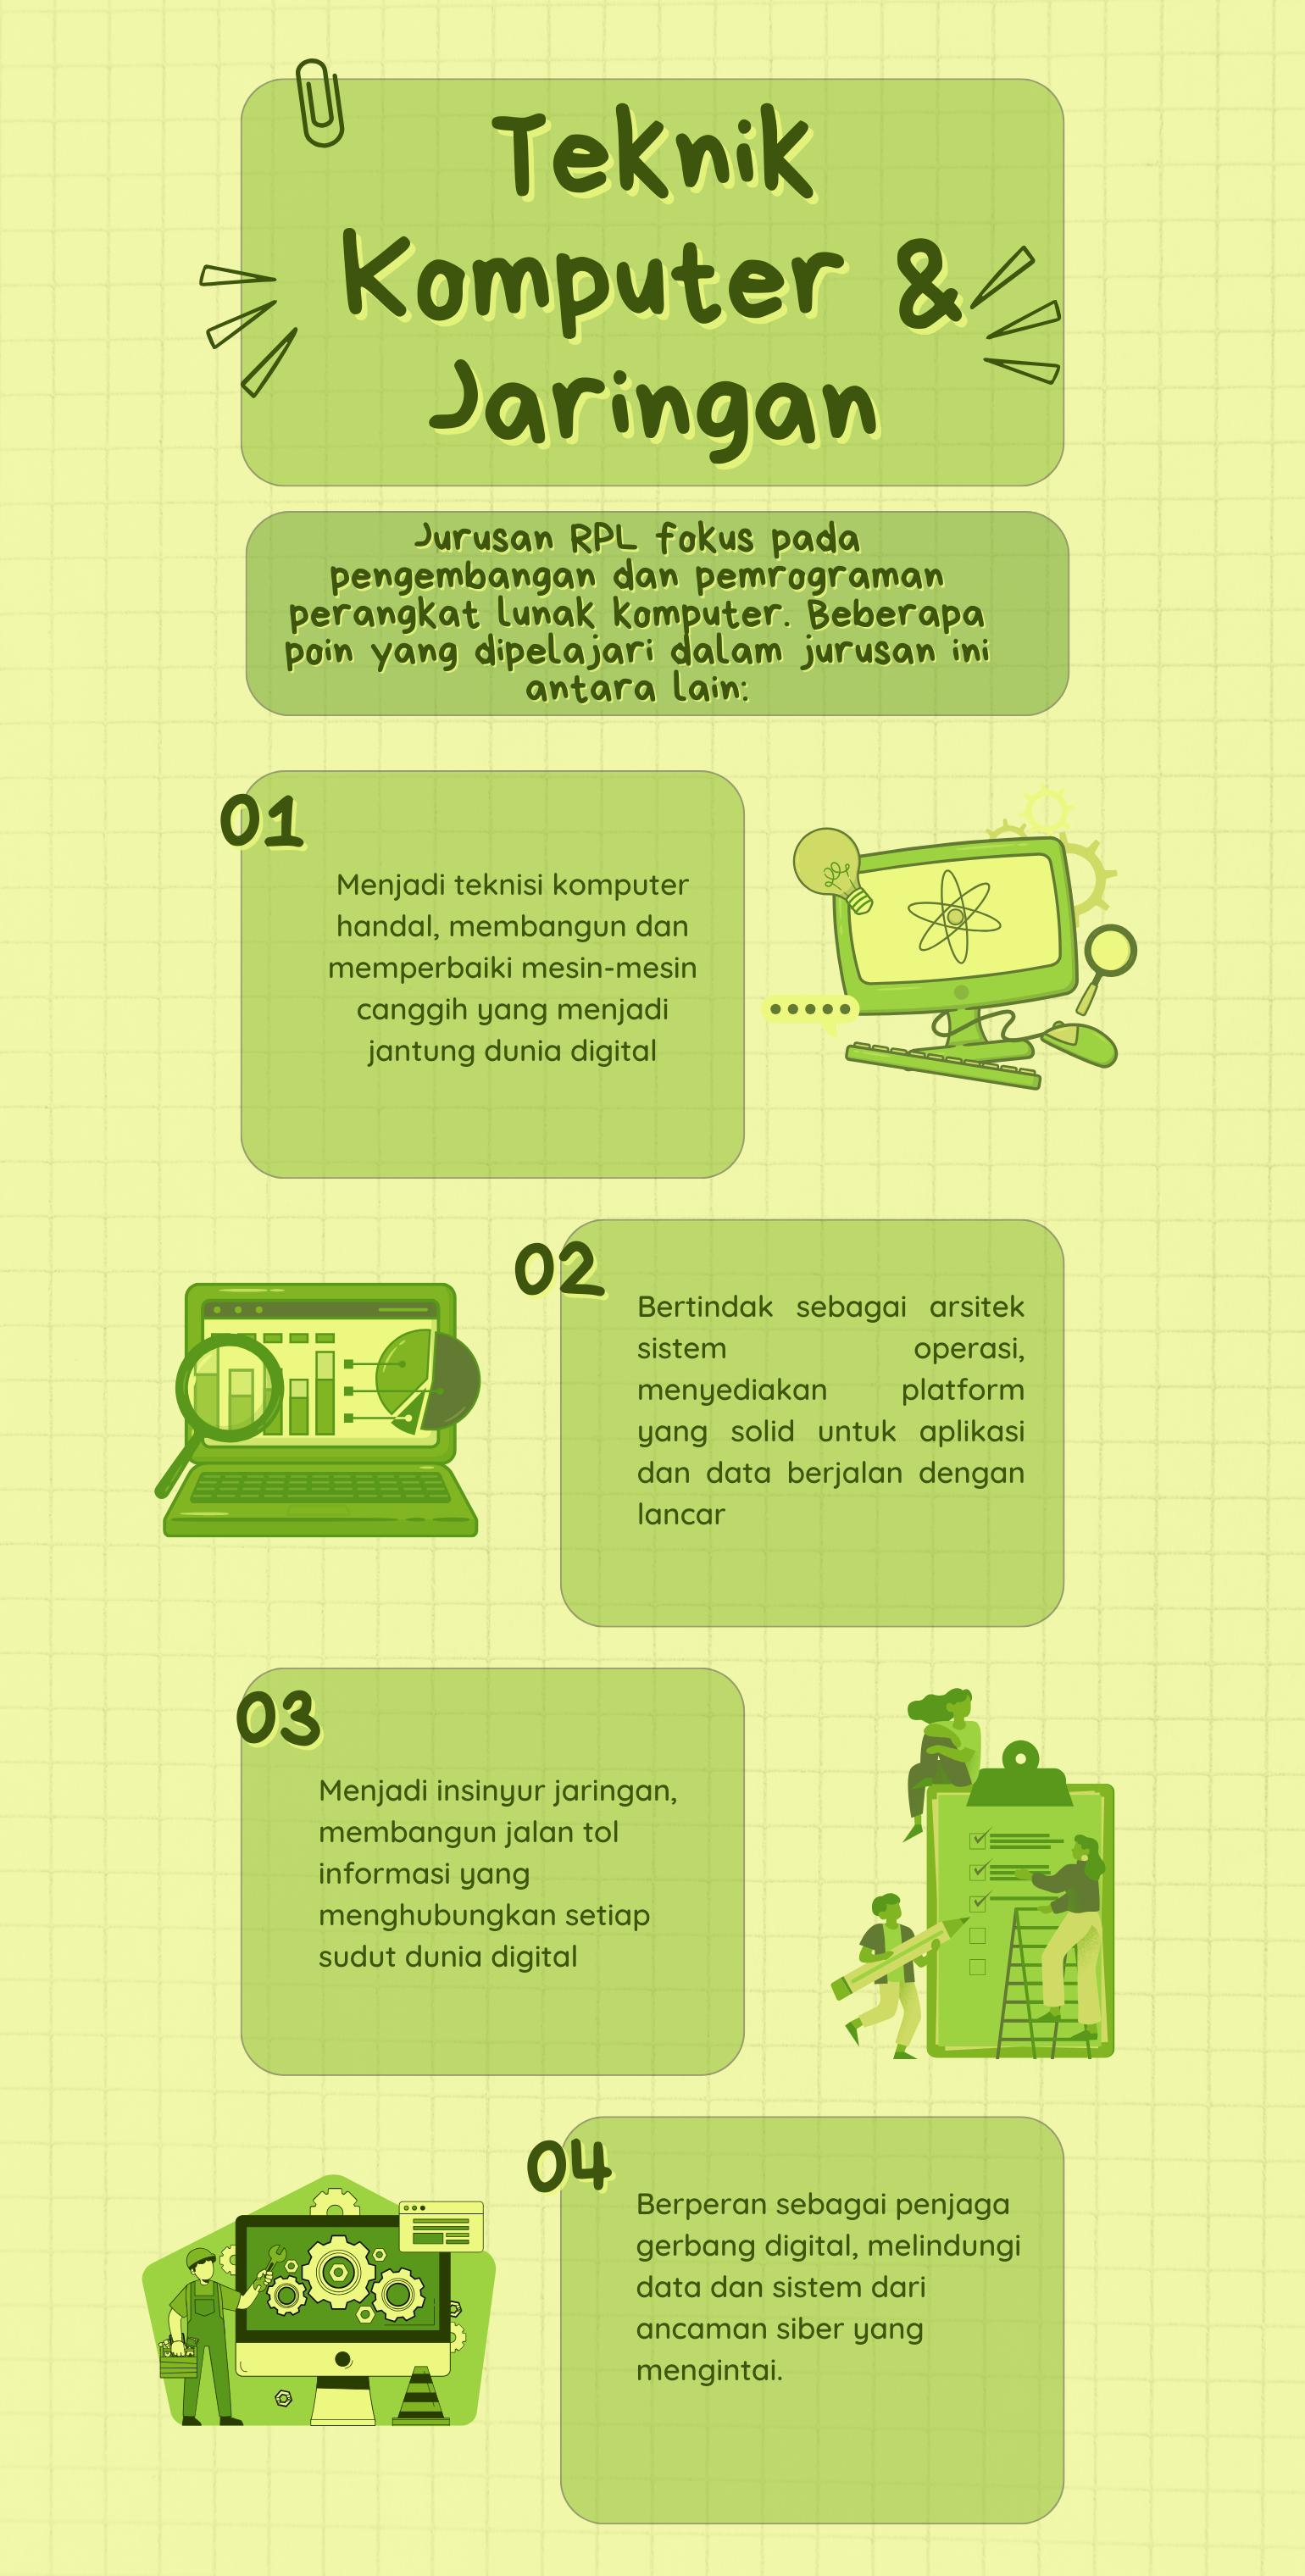 Teknik
Komputer &
Jaringan
Jurusan RPL fokus pada
pengembangan dan pemrograman
perangkat lunak komputer. Beberapa
poin yang dipelajari dalam jurusan ini
antara lain:
01
Menjadi teknisi komputer
handal, membangun dan
memperbaiki mesin-mesin
canggih yang menjadi
jantung dunia digital
02
Bertindak sebagai arsitek
sistem operasi,
menyediakan platform
yang solid untuk aplikasi
dan data berjalan dengan
lancar
03
Menjadi insinyur jaringan,
membangun jalan tol
informasi yang
menghubungkan setiap
sudut dunia digital
04
Berperan sebagai penjaga
gerbang digital, melindungi
data dan sistem dari
ancaman siber yang
mengintai.